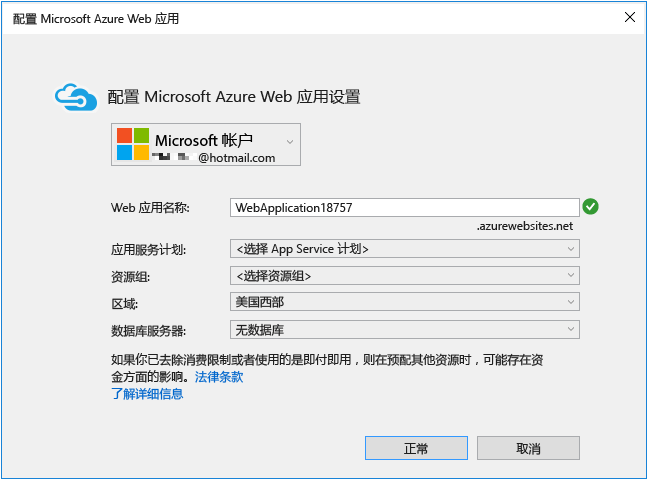 配置 Microsoft Azure Web 应用
配置 Microsoft Azure Web 应用设置
Microsoft 帐户
@hotmail.com
Web 应用名称:
WebApplication18757
.azurewebsites.net
应用服务计划:
<选择 App Service 计划>
资源组:
<选择资源组>
区域:
美国西部
数据库服务器:
无数据库
如果你已去除消费限制或者使用的是即付即用，则在预配其他资源时，可能存在资
金方面的影响。法律条款
了解详细信息
正常
取消